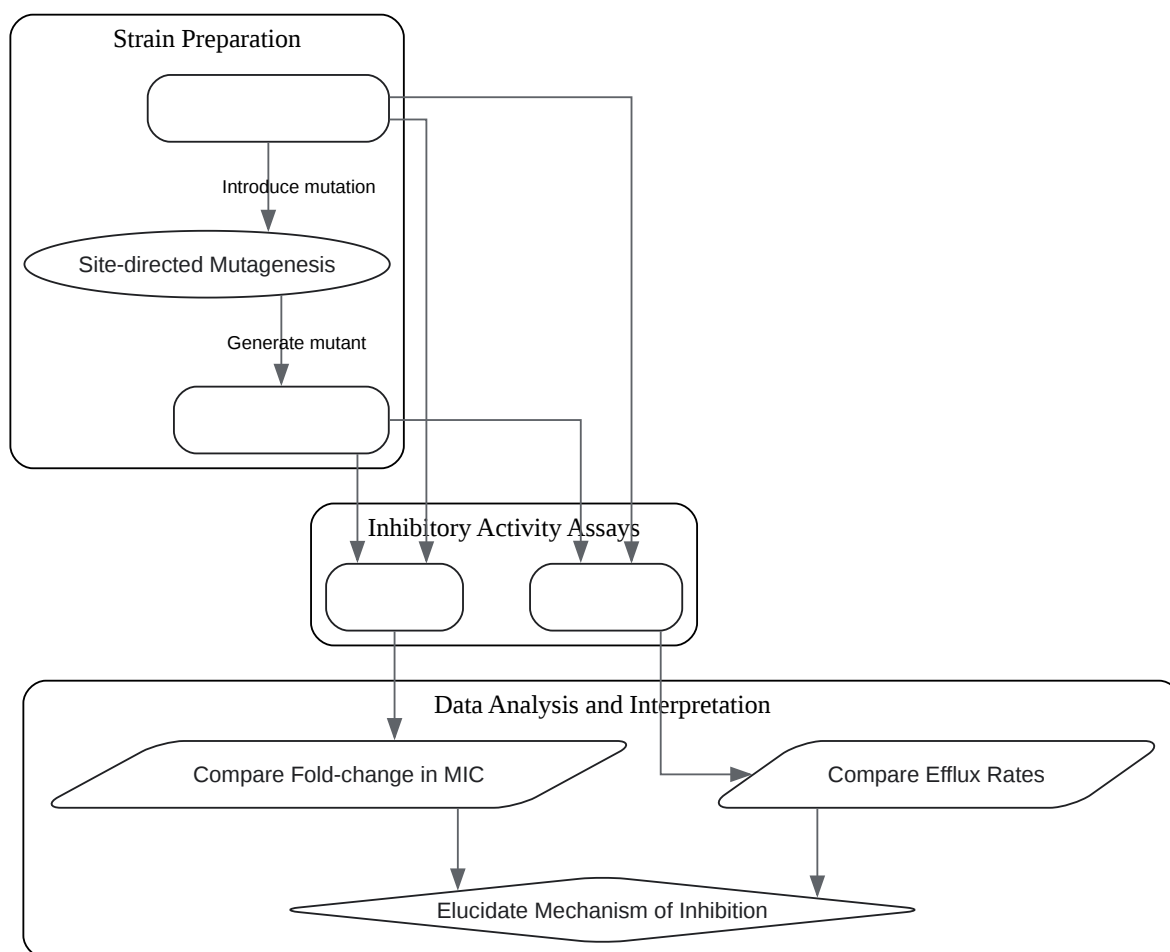 Strain Preparation
Introduce mutation
Site-directed Mutagenesis
Generate mutant
Inhibitory Activity Assays
Data Analysis and Interpretation
Compare Fold-change in MIC
Compare Efflux Rates
Elucidate Mechanism of Inhibition